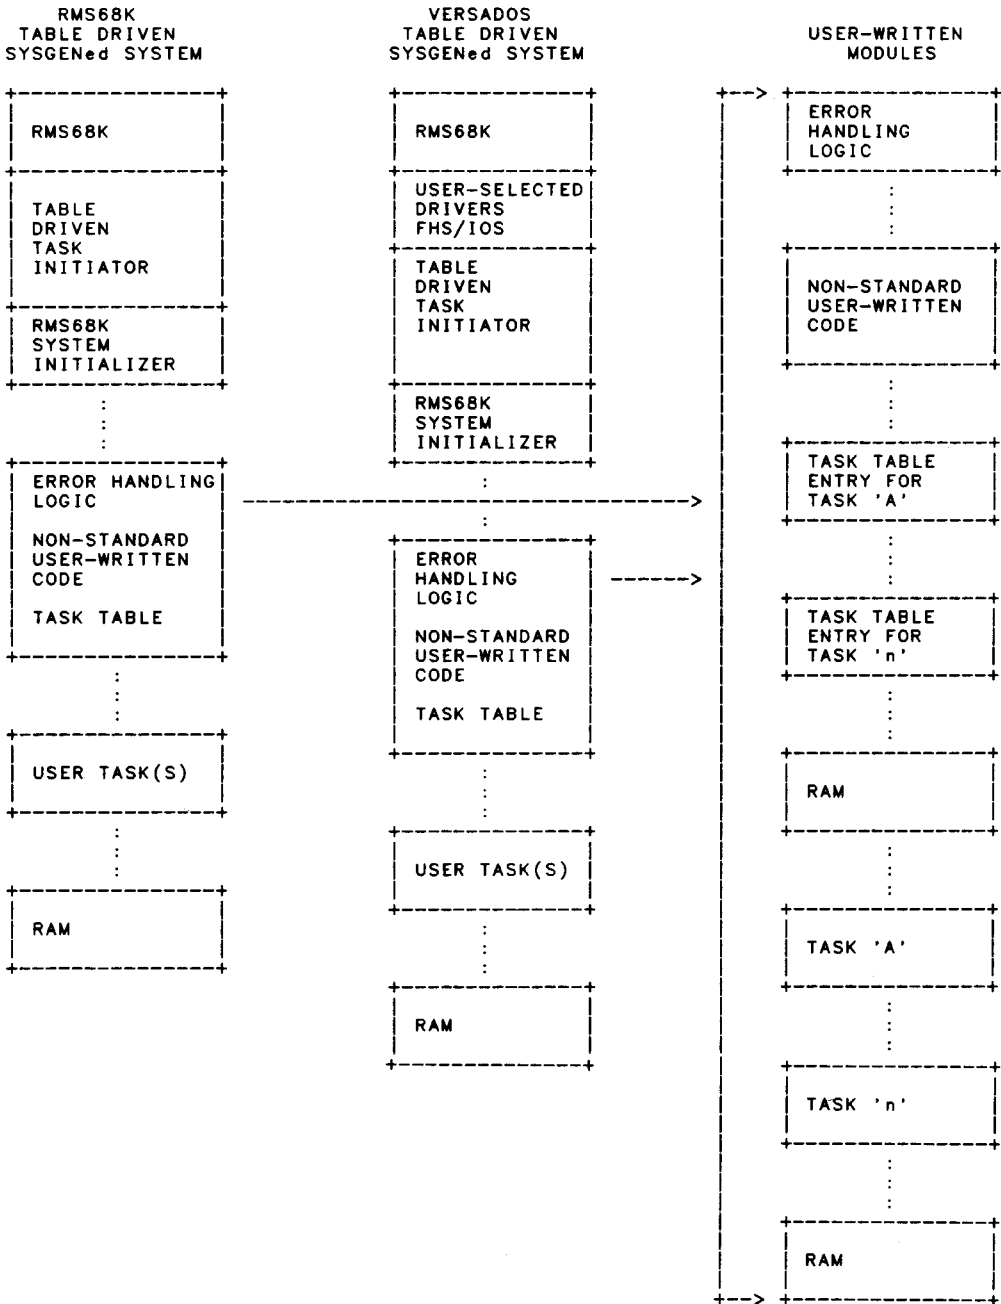 RMS68K
TABLE DRIVEN
SYSGENed SYSTEM
RMS68K
TABLE
DRIVEN
TASK
INITIATOR
RMS68K
SYSTEM
INITIALIZER
ERROR HANDLING
LOGIC
NON-STANDARD
USER-WRITTEN
CODE
TASK TABLE
USER TASK(S)
RAM
VERSADOS
TABLE DRIVEN
SYSGENed SYSTEM
RMS68K
USER-SELECTED
DRIVERS
FHS/IOS
TABLE
DRIVEN
TASK
INITIATOR
RMS68K
SYSTEM
INITIALIZER
ERROR
HANDLING
LOGIC
NON-STANDARD
USER-WRITTEN
CODE
TASK TABLE
USER TASK(S)
RAM
USER-WRITTEN
MODULES
ERROR
HANDLING
LOGIC
NON-STANDARD
USER-WRITTEN
CODE
TASK TABLE
ENTRY FOR
TASK 'A'
TASK TABLE
ENTRY FOR
TASK 'n'
RAM
TASK 'A'
TASK 'n'
RAM